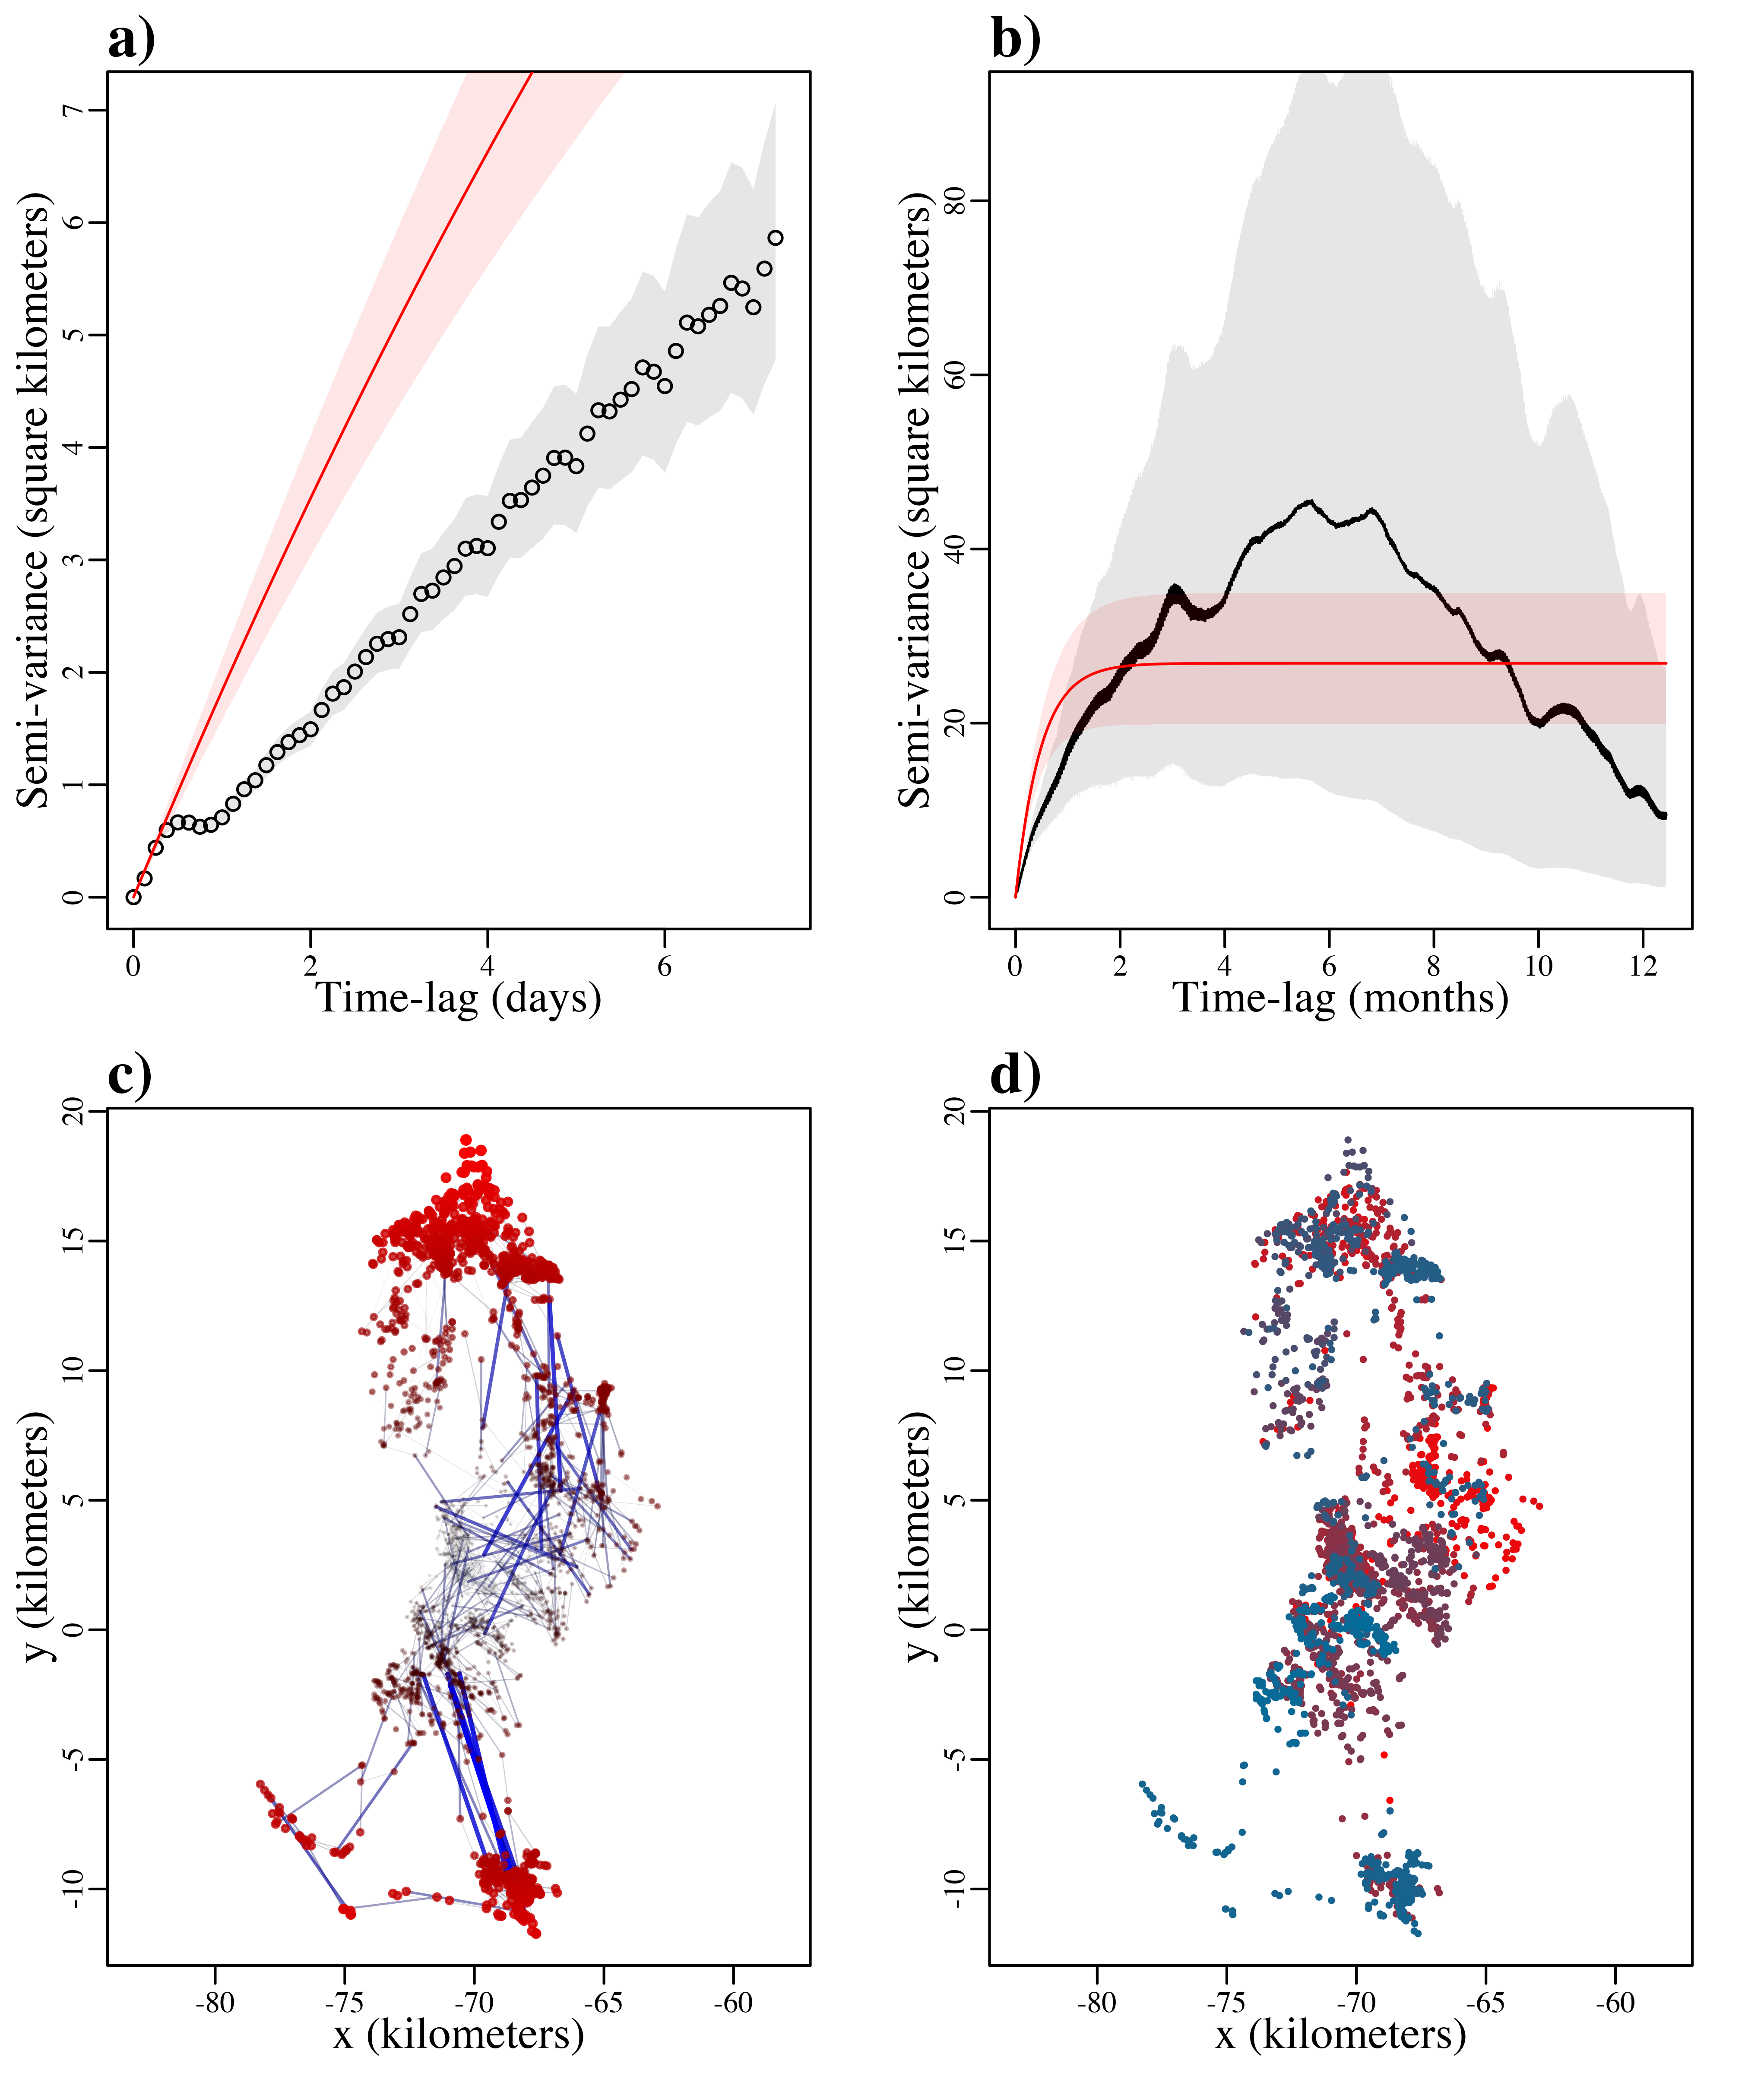 a)
Semi-variance (square kilometers)
7
6
5
4
3
2
1
0
0 2 4 6
Time-lag (days)
b)
Semi-variance (square kilometers)
80
60
40
20
0
0 2 4 6 8 10 12
Time-lag (months)
c)
y (kilometers)
20
15
10
5
0
-5
-10
-80 -75 -70 -65 -60
x (kilometers)
d)
y (kilometers)
20
15
10
5
0
-5
-10
-80 -75 -70 -65 -60
x (kilometers)